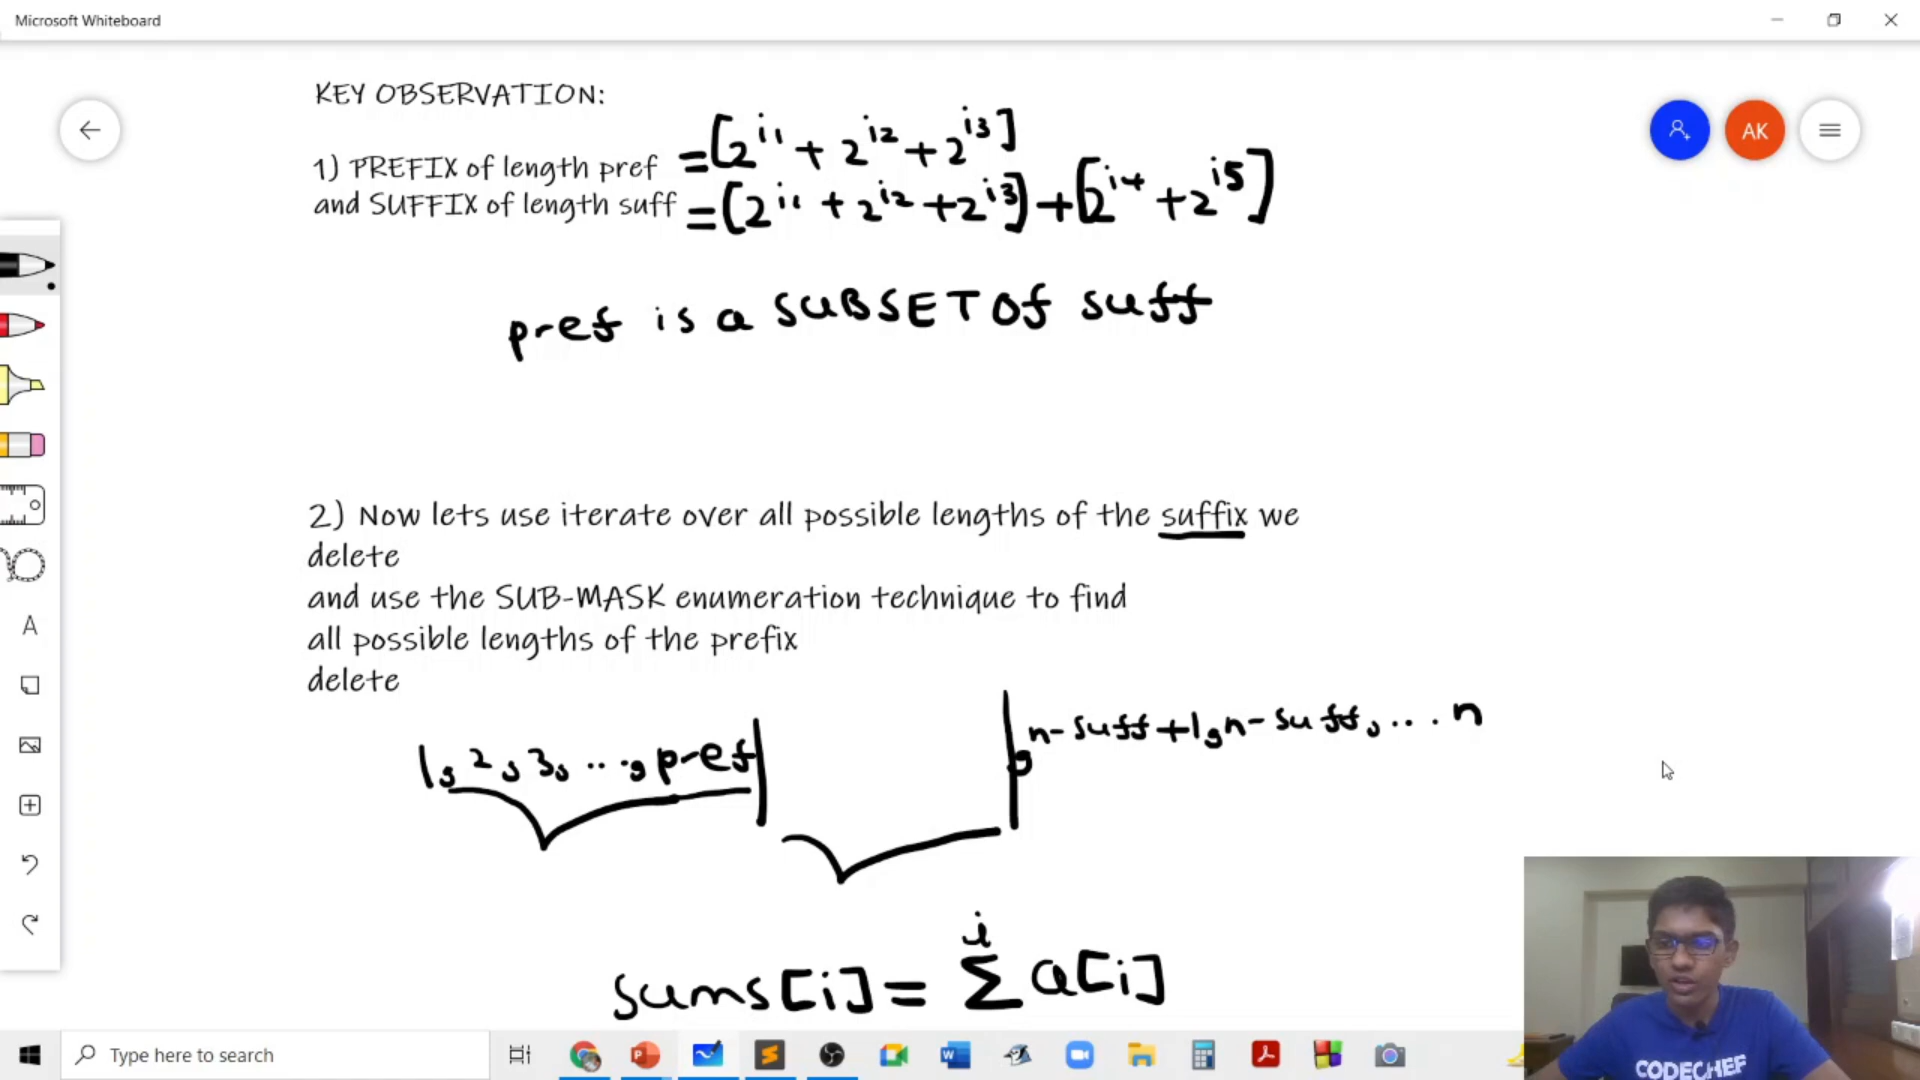 Microsoft Whiteboard
KEY OBSERVATION:
1) PREFIX of length pref =[2^i1 + 2^i2 + 2^i3]
and SUFFIX of length suff =[2^i1 + 2^i2 + 2^i3] + [2^i4 + 2^i5]
pref is a SUBSET Of suff
AK
2) Now lets use iterate over all possible lengths of the suffix we
delete
and use the SUB-MASK enumeration technique to find
all possible lengths of the prefix
delete
1, 2, 3, ..., pref , n-suff+1, n-suff, ... n
sums[i] = i Σ a[i]
A
Type here to search
CODECHEF